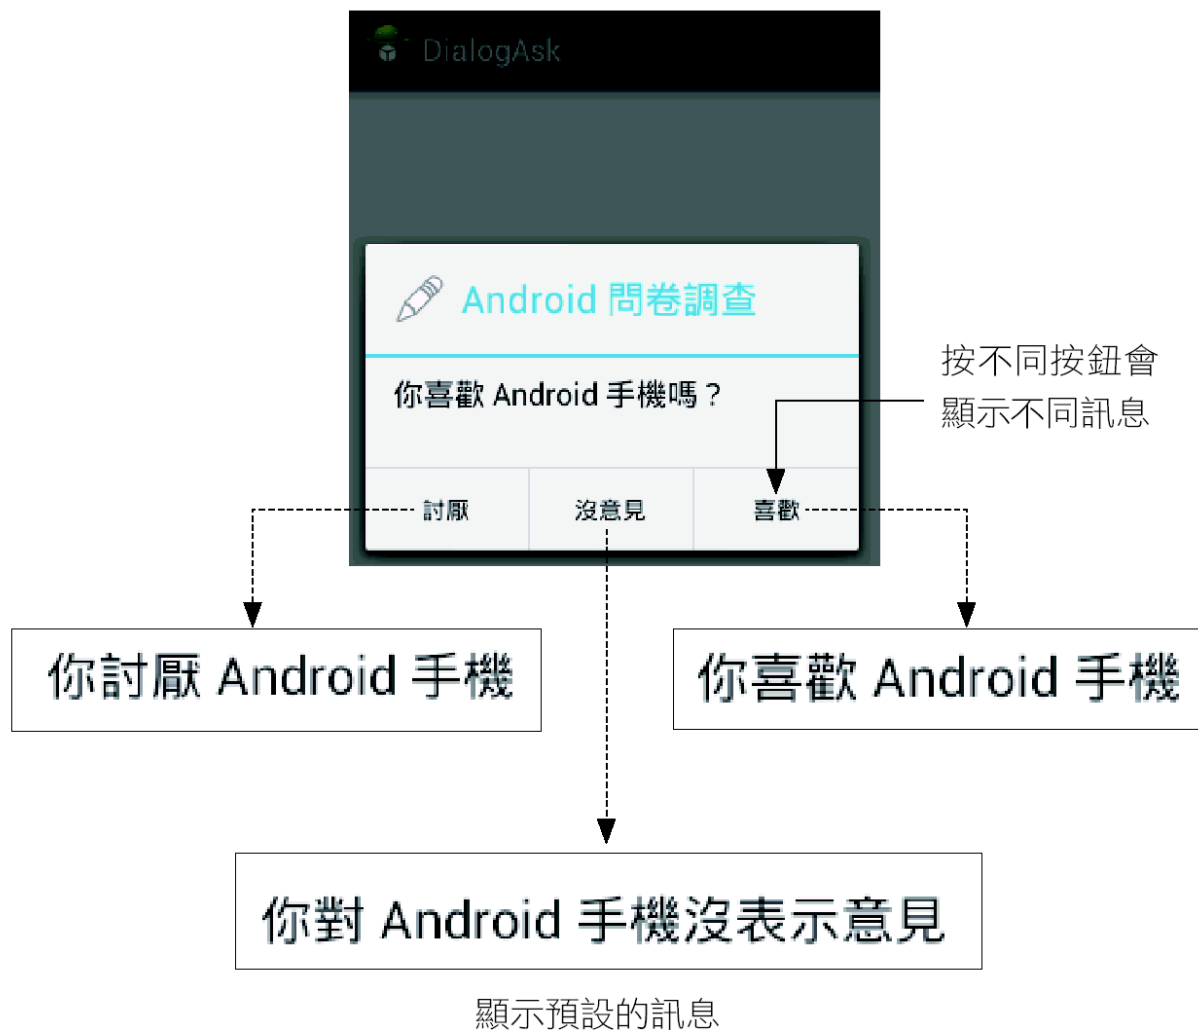 DialogAsk
Android 問卷調查
你喜歡 Android 手機嗎？
按不同按鈕會
顯示不同訊息
討厭
沒意見
喜歡
你討厭 Android 手機
你喜歡 Android 手機
你對 Android 手機沒表示意見
顯示預設的訊息